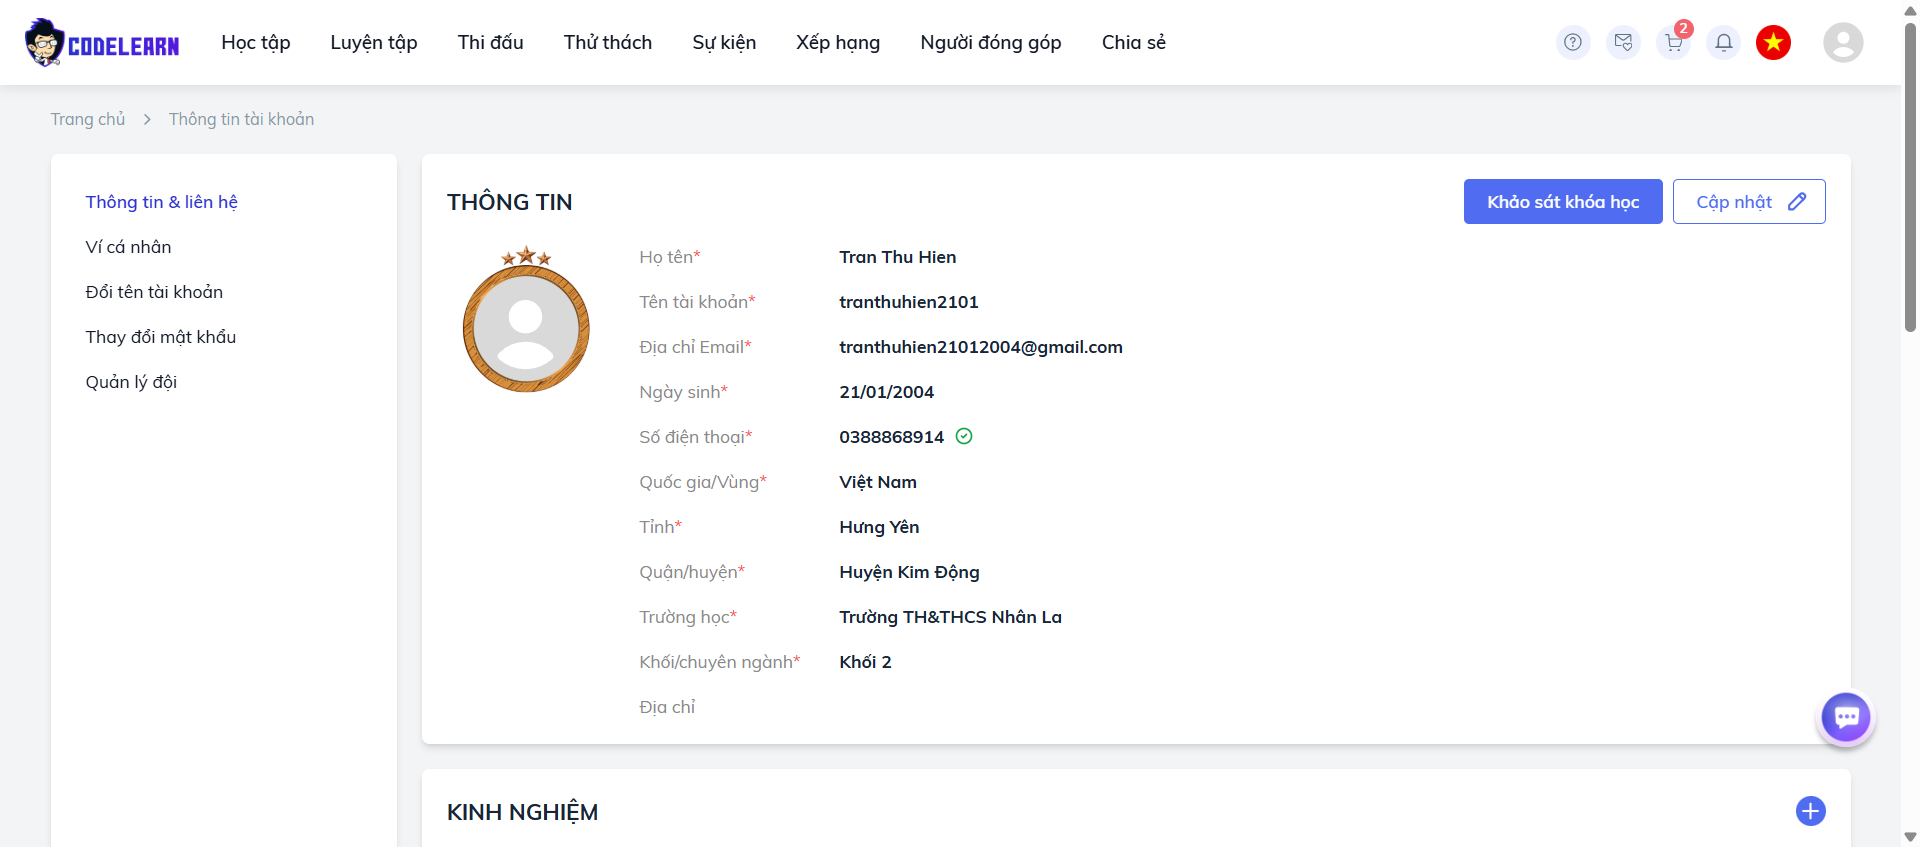 CODELEARN Học tập Luyện tập Thi đấu Thử thách Sự kiện Xếp hạng Người đóng góp Chia sẻ 2
Trang chủ Thông tin tài khoản
Thông tin & liên hệ
Ví cá nhân
Đổi tên tài khoản
Thay đổi mật khẩu
Quản lý đội
THÔNG TIN Khảo sát khóa học Cập nhật
Họ tên* Tran Thu Hien
Tên tài khoản* tranthuhien2101
Địa chỉ Email* tranthuhien21012004@gmail.com
Ngày sinh* 21/01/2004
Số điện thoại* 0388868914
Quốc gia/Vùng* Việt Nam
Tỉnh* Hưng Yên
Quận/huyện* Huyện Kim Động
Trường học* Trường TH&THCS Nhân La
Khối/chuyên ngành* Khối 2
Địa chỉ
KINH NGHIỆM